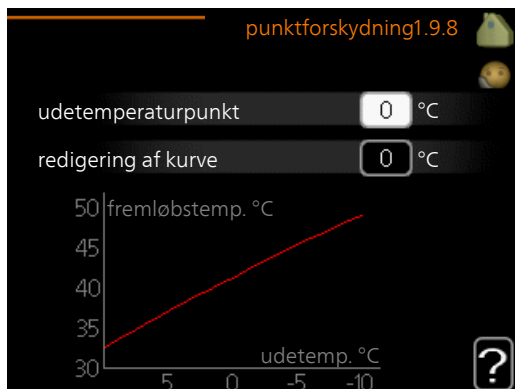 punktforskydning1.9.8
udetemperaturpunkt 0 °C
redigering af kurve 0 °C
50 fremløbstemp. °C
45
40
35
30
udetemp. °C
5 0 -5 -10
?